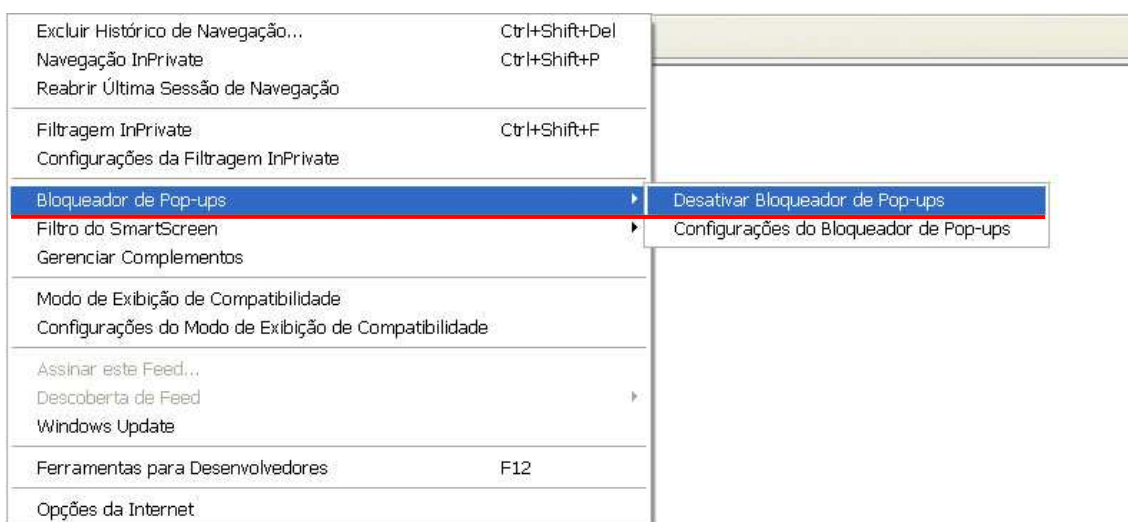 Excluir Histórico de Navegação... Ctrl+Shift+Del
Navegação InPrivate Ctrl+Shift+P
Reabrir Última Sessão de Navegação
Filtragem InPrivate Ctrl+Shift+F
Configurações da Filtragem InPrivate
Bloqueador de Pop-ups
Desativar Bloqueador de Pop-ups
Filtro do SmartScreen
Configurações do Bloqueador de Pop-ups
Gerenciar Complementos
Modo de Exibição de Compatibilidade
Configurações do Modo de Exibição de Compatibilidade
Assinar este Feed...
Descoberta de Feed
Windows Update
Ferramentas para Desenvolvedores F12
Opções da Internet